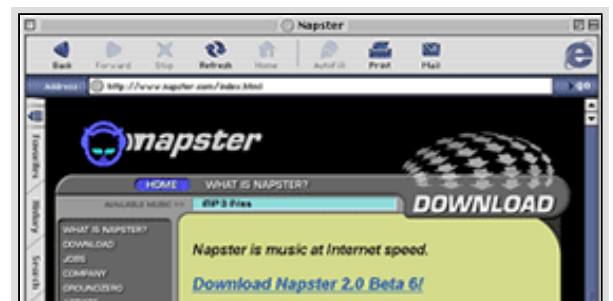 Napster
Back Forward Stop Refresh Home AutoFill Print Mail
Address: http://www.napster.com/index.html go
Favorites
History
Search
napster
HOME WHAT IS NAPSTER?
AVAILABLE MUSIC >> MP3 Files
DOWNLOAD
WHAT IS NAPSTER?
DOWNLOAD
JOBS
COMPANY
GROUNDZERO
Napster is music at Internet speed.
Download Napster 2.0 Beta 6!